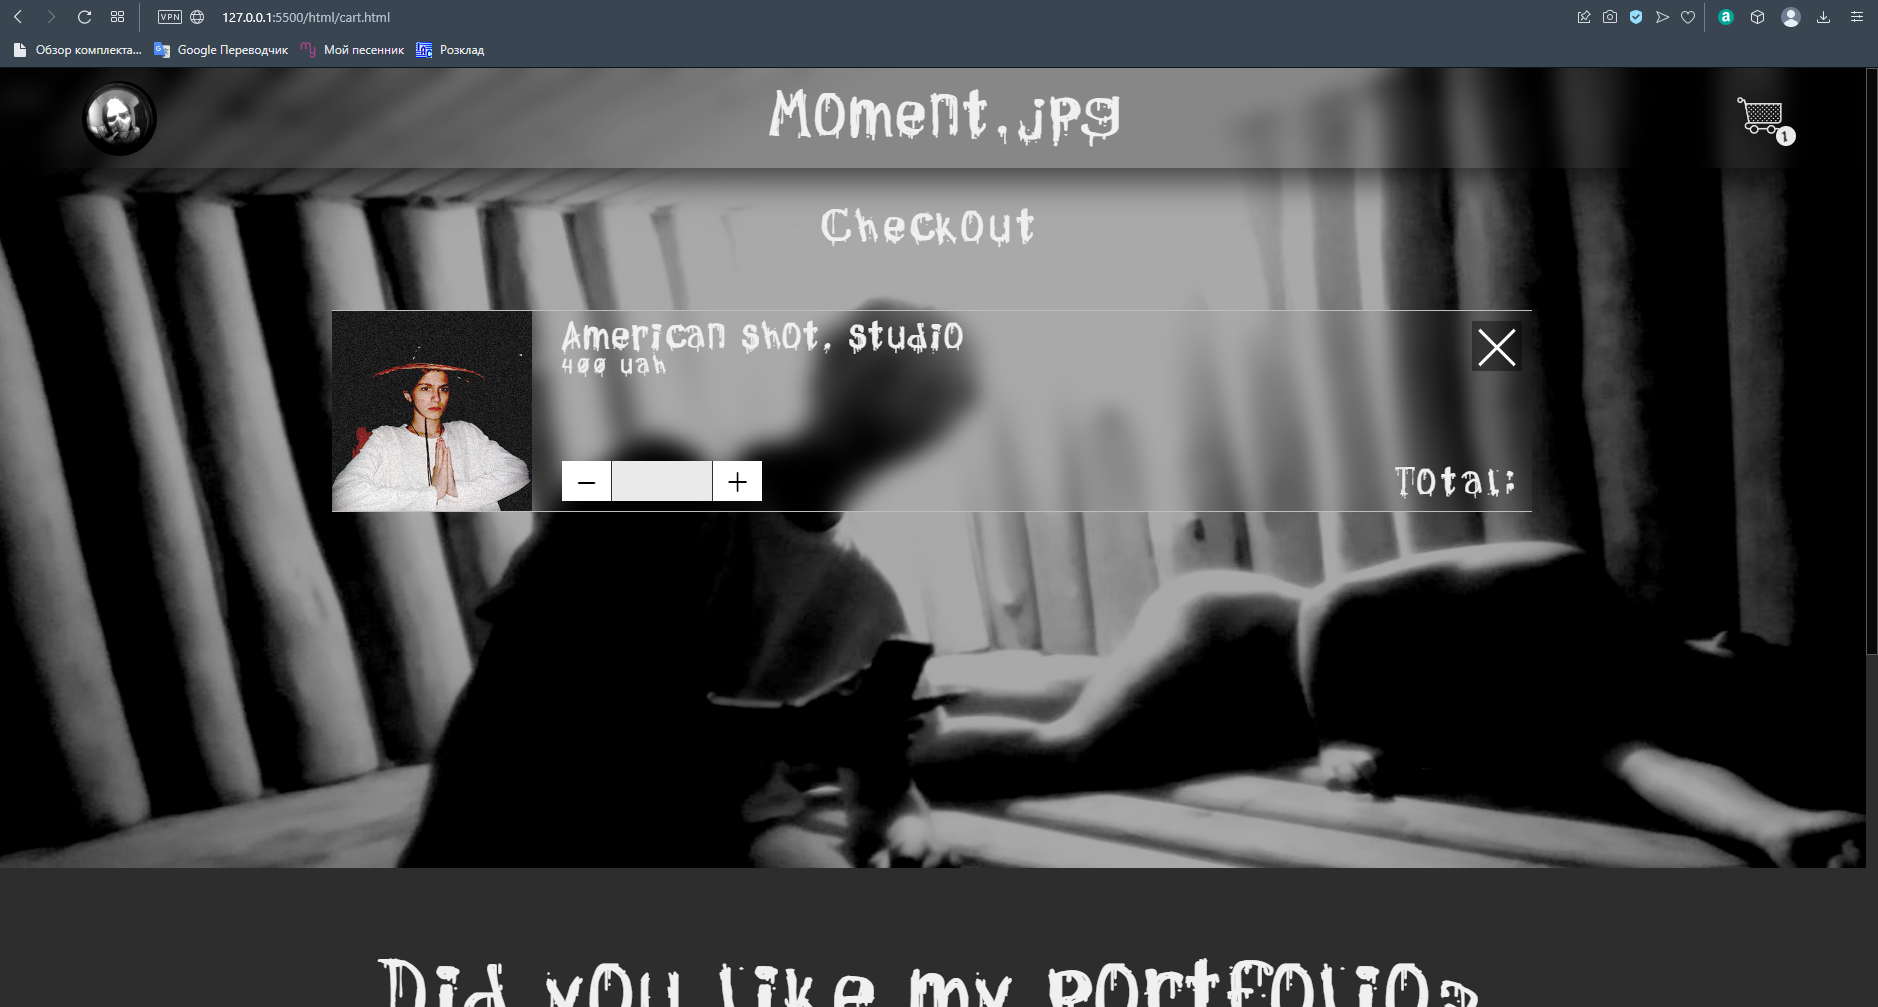 VPN
127.0.0.1:5500/html/cart.html
Обзор комплекта...
Google Переводчик
Мой песенник
Розклад
Moment.jpg
1
Checkout
American shot, studio
400 uah
Total:
Did you like my portfolio?